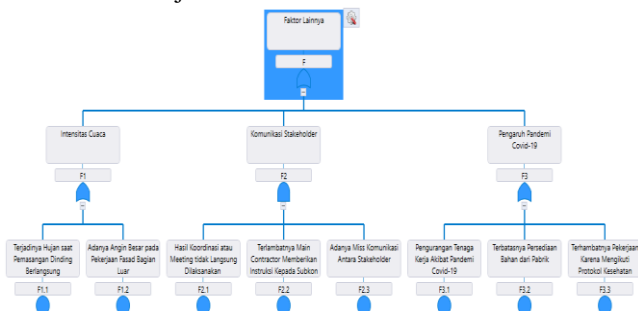 Faktor Lainnya
F
Intensitas Cuaca
Komunikasi Stakeholder
Pengaruh Pandemi
Covid-19
F1
F2
F3
Terjadinya Hujan saat
Pemasangan Dinding
Berlangsung
Adanya Angin Besar pada
Pekerjaan Fasad Bagian
Luar
Hasil Koordinasi atau
Meeting tidak Langsung
Dilaksanakan
Terlambatnya Main
Contractor Memberikan
Instruksi Kepada Subkon
Adanya Miss Komunikasi
Antara Stakeholder
Pengurangan Tenaga
Kerja Akibat Pandemi
Covid-19
Terbatasnya Persediaan
Bahan dari Pabrik
Terhambatnya Pekerjaan
Karena Mengikuti
Protokol Kesehatan
F1.1
F1.2
F2.1
F2.2
F2.3
F3.1
F3.2
F3.3